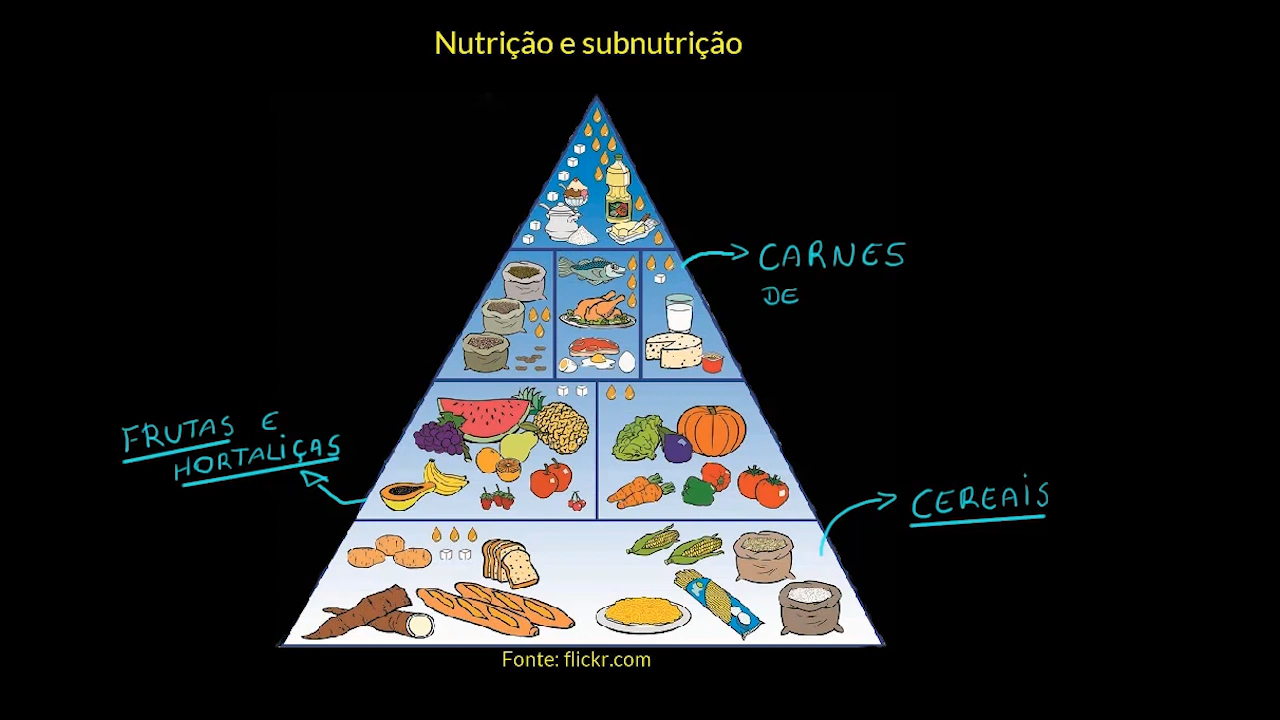 Nutrição e subnutrição
CARNES
DE
FRUTAS E
HORTALIÇAS
CEREAIS
Fonte: flickr.com